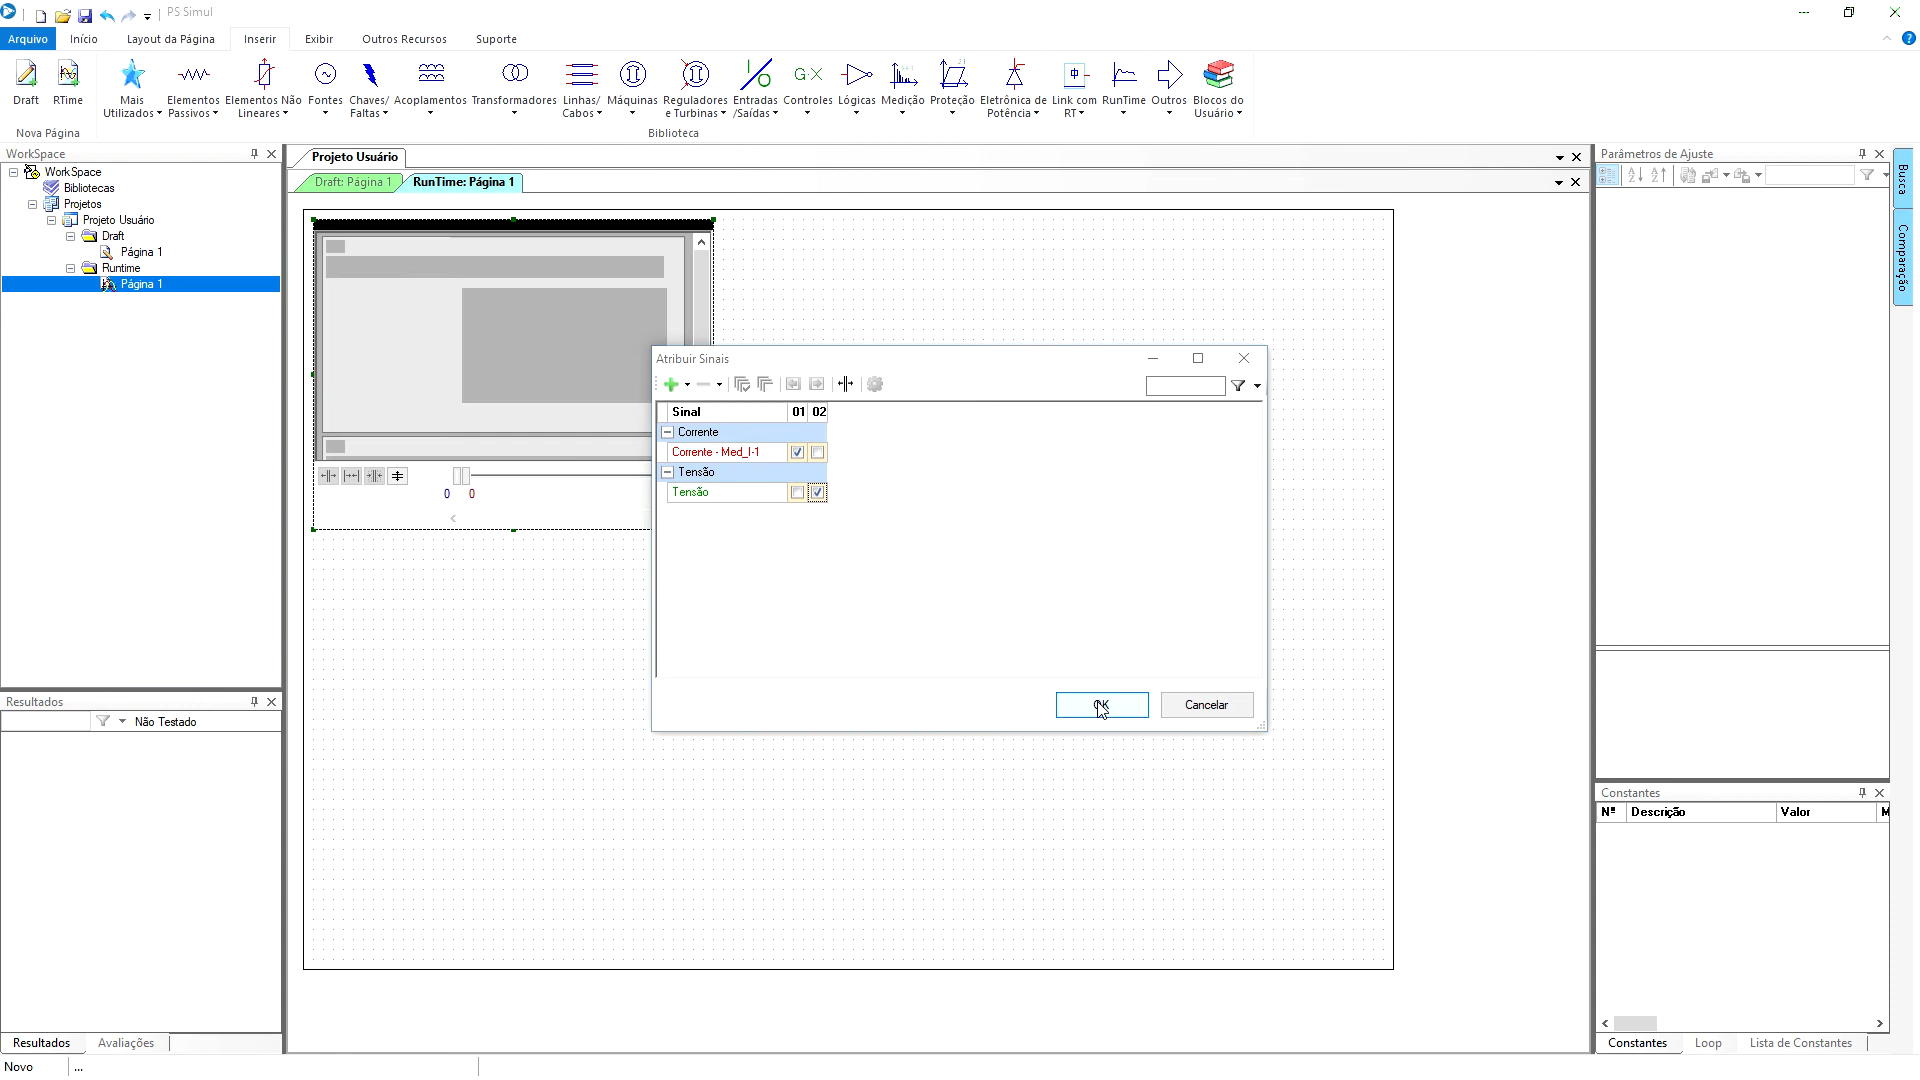 PS Simul
Arquivo Início Layout da Página Inserir Exibir Outros Recursos Suporte
Draft RTime Mais Utilizados Elementos Passivos Elementos Não Lineares Fontes Chaves/ Faltas Acoplamentos Transformadores Linhas/ Cabos Máquinas Reguladores e Turbinas Entradas /Saídas Controles Lógicas Medição Proteção Eletrônica de Potência Link com RT RunTime Outros Blocos do Usuário
Nova Página Biblioteca
WorkSpace
WorkSpace
Bibliotecas
Projetos
Projeto Usuário
Draft
Página 1
Runtime
Página 1
Projeto Usuário
Draft: Página 1 RunTime: Página 1
0 0
Atribuir Sinais
Sinal 01 02
Corrente
Corrente - Med_I-1
Tensão
Tensão
OK Cancelar
Parâmetros de Ajuste
Busca
Comparação
Resultados
Não Testado
Constantes
Nº Descrição Valor M
Resultados Avaliações
Constantes Loop Lista de Constantes
Novo ...